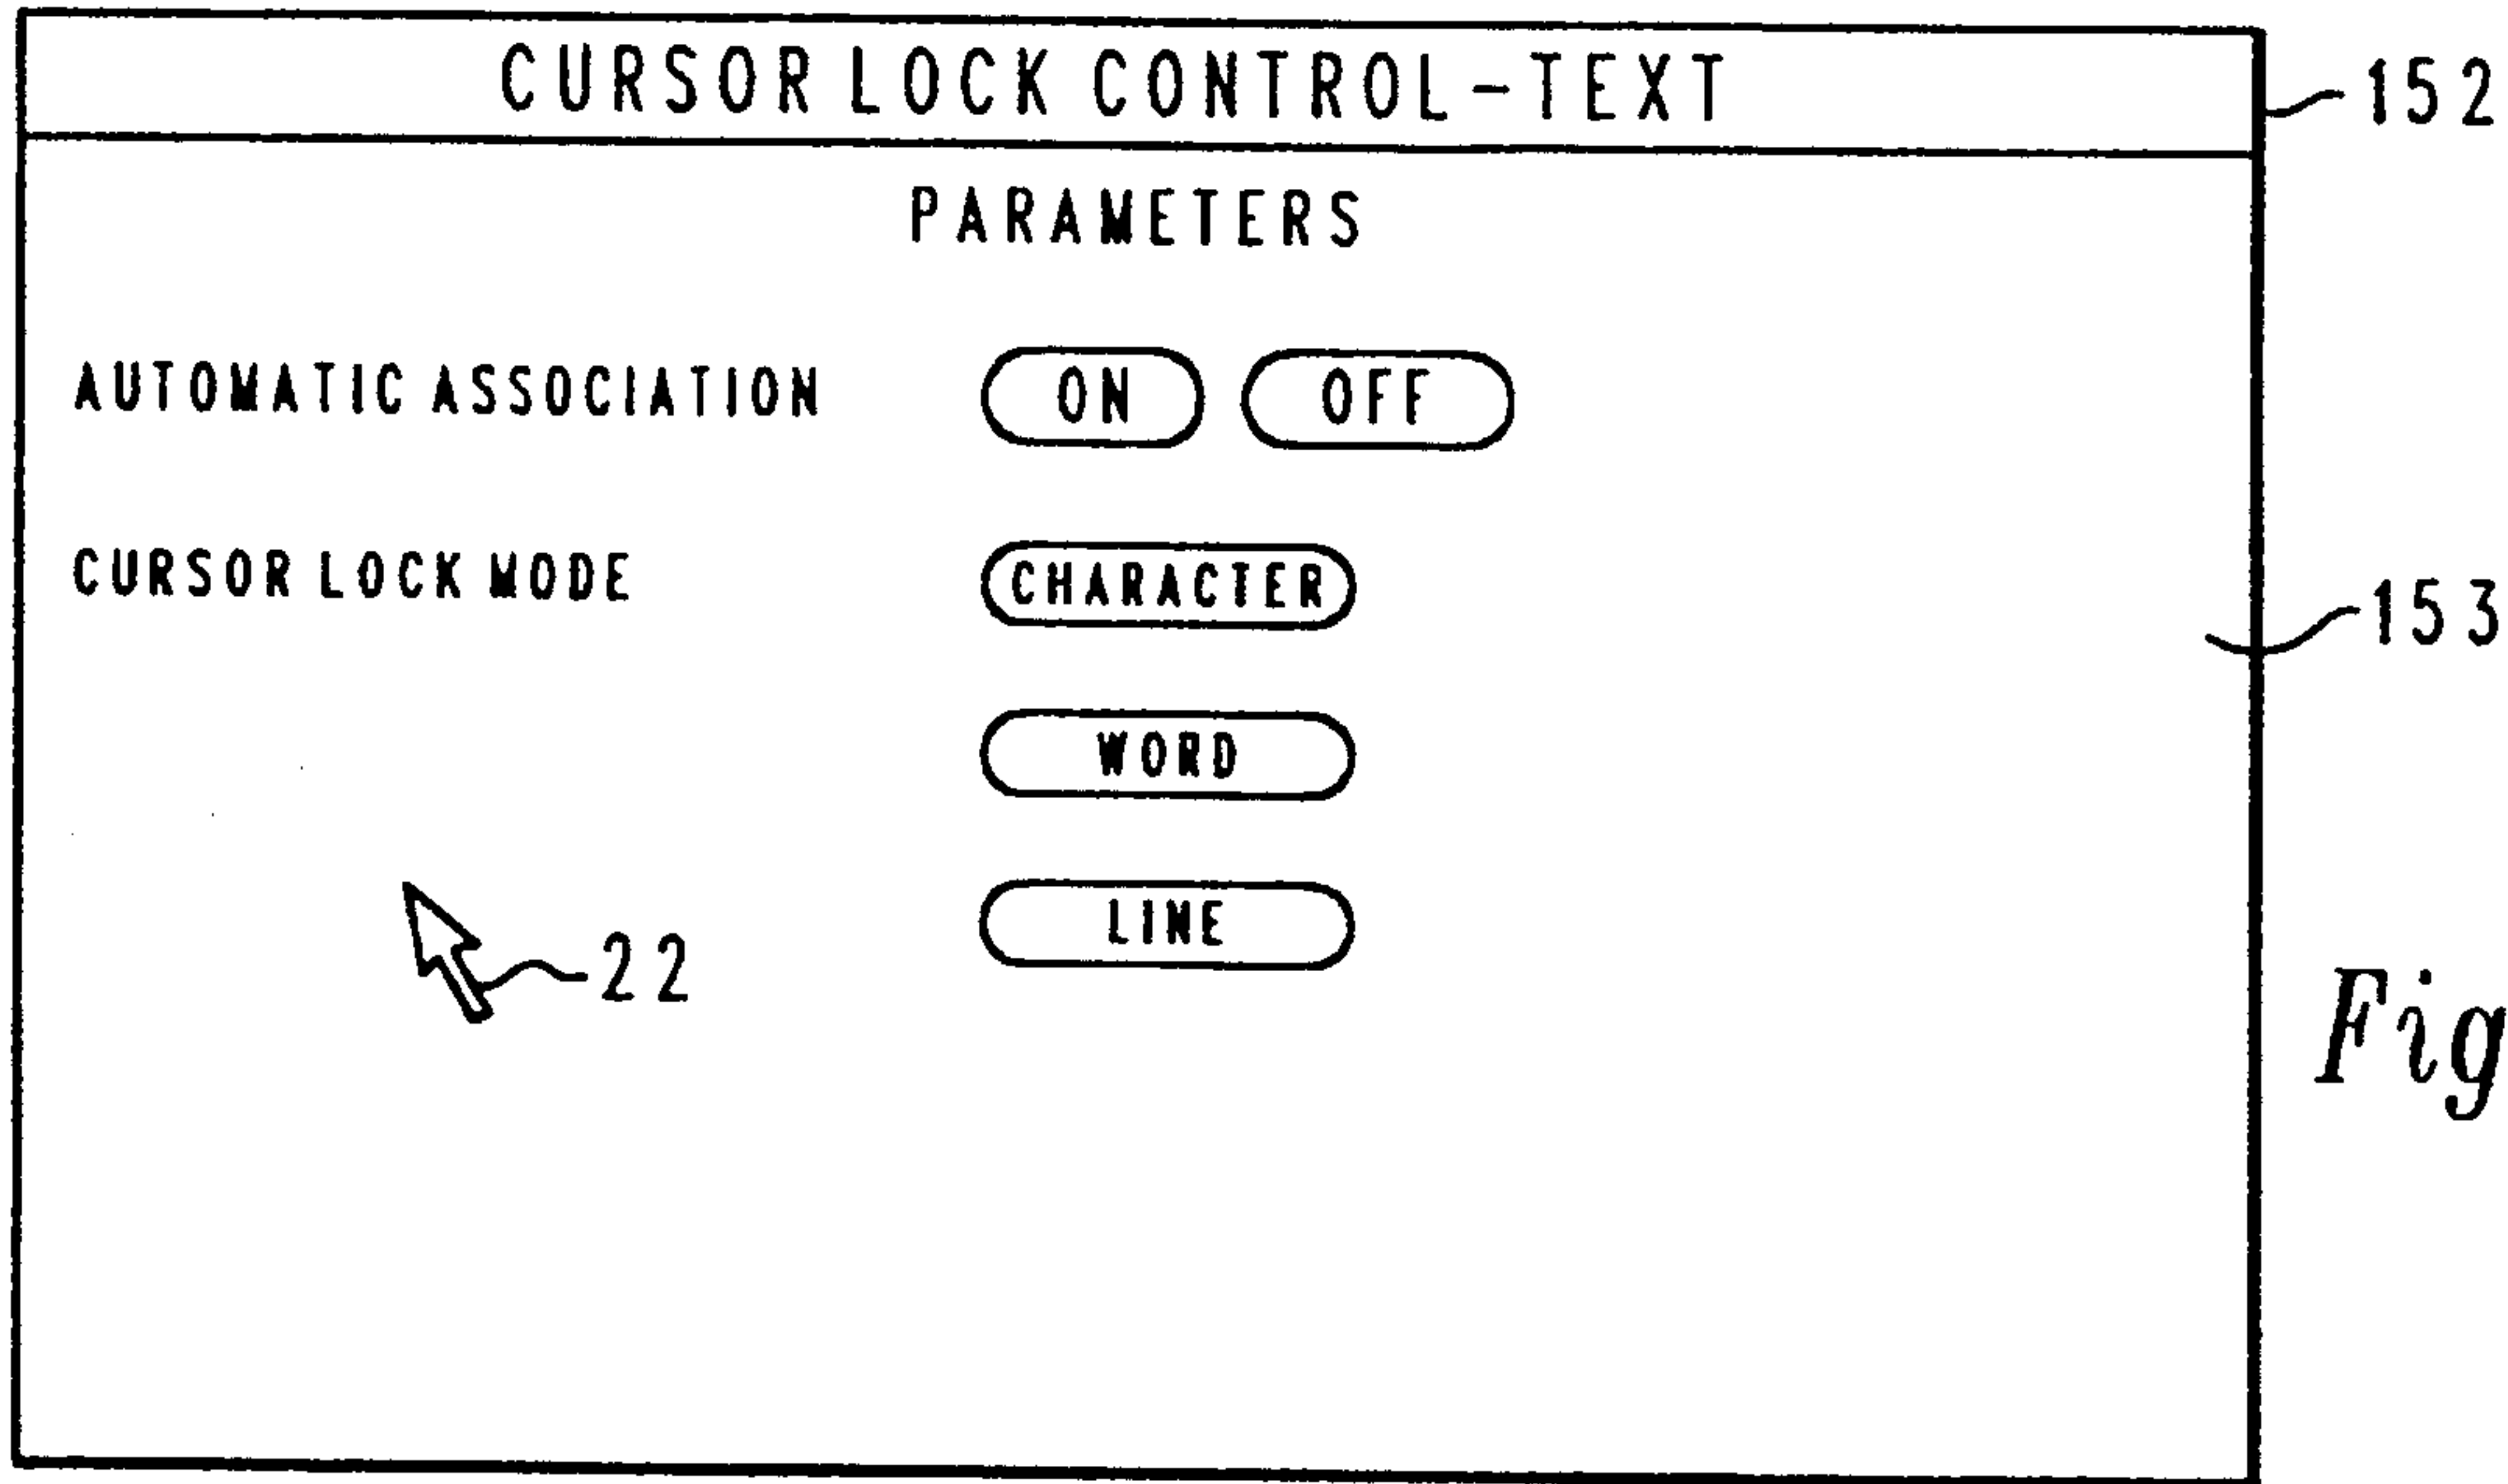 CURSOR LOCK CONTROL-TEXT
152
PARAMETERS
AUTOMATIC ASSOCIATION ON OFF
CURSOR LOCK MODE CHARACTER
153
WORD
LINE
22
Fig